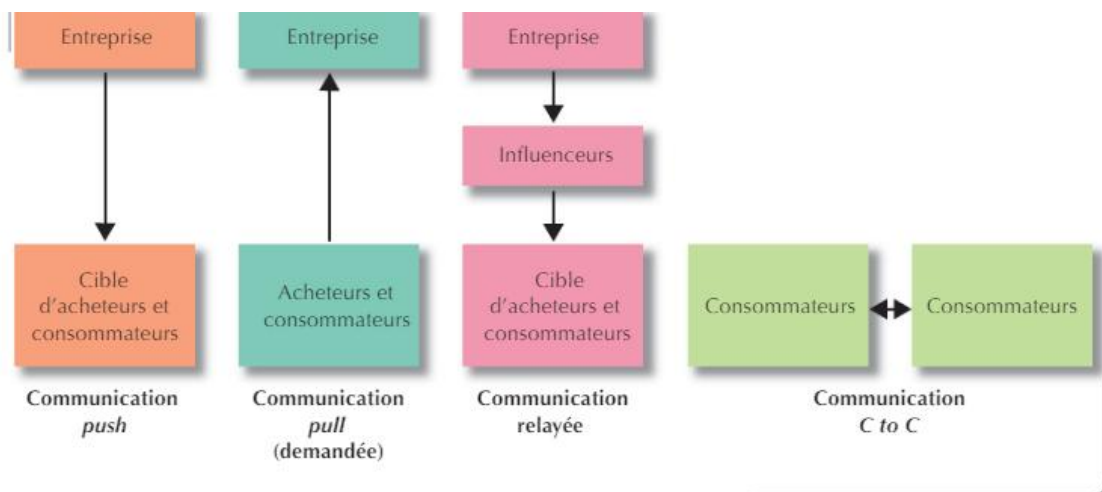 Entreprise
Entreprise
Entreprise
Influenceurs
Cible
d'acheteurs et
consommateurs
Acheteurs et
consommateurs
Cible
d'acheteurs et
consommateurs
Consommateurs
Consommateurs
Communication
push
Communication
pull
(demandée)
Communication
relayée
Communication
C to C